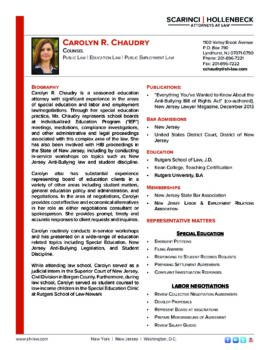 SCARINCI | HOLLENBECK
ATTORNEYS AT LAW
CAROLYN R. CHAUDRY
COUNSEL
PUBLIC LAW | EDUCATION LAW | PUBLIC EMPLOYMENT LAW
1100 Valley Brook Avenue
P.O. Box 790
Lyndhurst, NJ 07071-0790
Phone: 201-896-7221
Fax: 201-896-7222
cchaudry@sh-law.com
BIOGRAPHY
Carolyn R. Chaudry is a seasoned education
attorney with significant experience in the areas
of special education and labor and employment
law/negotiations. Through her special education
practice, Ms. Chaudry represents school boards
at Individualized Education Program ("IEP")
meetings, mediations, compliance investigations,
and other administrative and legal proceedings
associated with this complex area of the law. She
has also been involved with HIB proceedings in
the State of New Jersey, including by conducting
in-service workshops on topics such as New
Jersey Anti-Bullying law and student discipline.
Carolyn also has substantial experience
representing board of education clients in a
variety of other areas including student matters,
general education policy and administration, and
negotiations. In the area of negotiations, Carolyn
provides cost effective and economical alternatives
in her role as either negotiations consultant or
spokesperson. She provides prompt, timely and
accurate responses to client requests and inquiries.
Carolyn routinely conducts in-service workshops
and has presented on a wide-range of education
related topics including Special Education, New
Jersey Anti-Bullying Legislation, and Student
Discipline.
While attending law school, Carolyn served as a
judicial intern in the Superior Court of New Jersey,
Civil Division in Bergen County. Furthermore, during
law school, Carolyn served as student counsel to
low-income children in the Special Education Clinic
at Rutgers School of Law-Newark
PUBLICATIONS:
"Everything You've Wanted to Know About the
Anti-Bullying Bill of Rights Act" (co-authored),
New Jersey Lawyer Magazine, December 2013
BAR ADMISSIONS
New Jersey
United States District Court, District of New
Jersey
EDUCATION
Rutgers School of Law, J.D.
Kean College, Teaching Certification
Rutgers University, B.A
MEMBERSHIPS
New Jersey State Bar Association
NEW JERSEY LABOR & EMPLOYMENT RELATIONS
ASSOCIATION
REPRESENTATIVE MATTERS
SPECIAL EDUCATION
EMERGENT PETITIONS
FILING ANSWERS
RESPONDING TO STUDENT RECORDS REQUESTS
PREPARING SETTLEMENT AGREEMENTS
COMPLAINT INVESTIGATION RESPONSES
LABOR NEGOTIATIONS
REVIEW COLLECTIVE NEGOTIATION AGREEMENTS
DEVELOP PROPOSALS
REPRESENT BOARD AT NEGOTIATIONS
PREPARE MEMORANDUM OF AGREEMENT
REVIEW SALARY GUIDES
www.sh-law.com
New York | New Jersey | Washington, D.C.